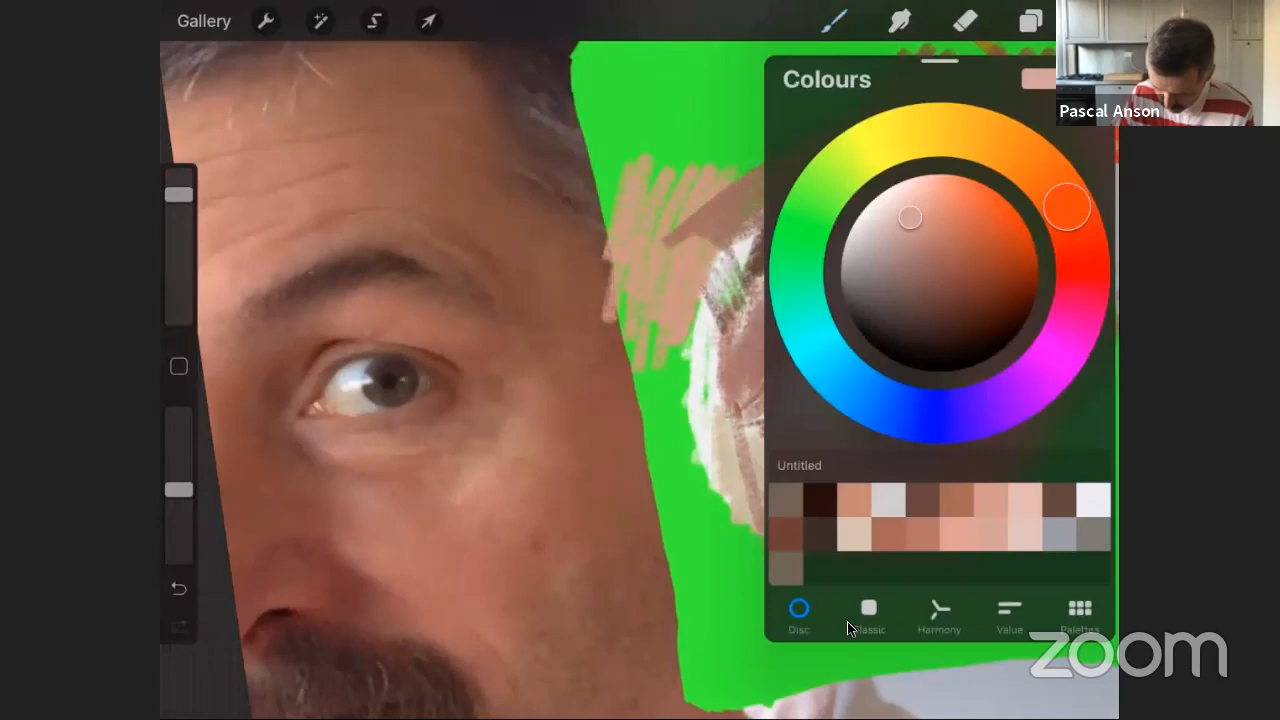 Gallery
Colours
Pascal Anson
Untitled
Disc
Classic
Harmony
Value
Palettes
zoom